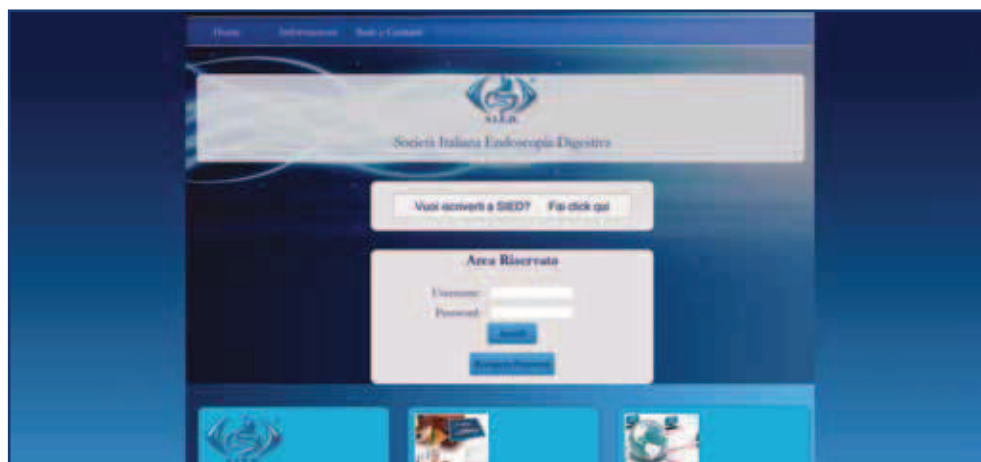 Home Informazioni Sedi e Contatti
S.I.E.D.
Società Italiana Endoscopia Digestiva
Vuoi iscriverti a SIED? Fai click qui
Area Riservato
Username
Password
Accedi
Recupera Password